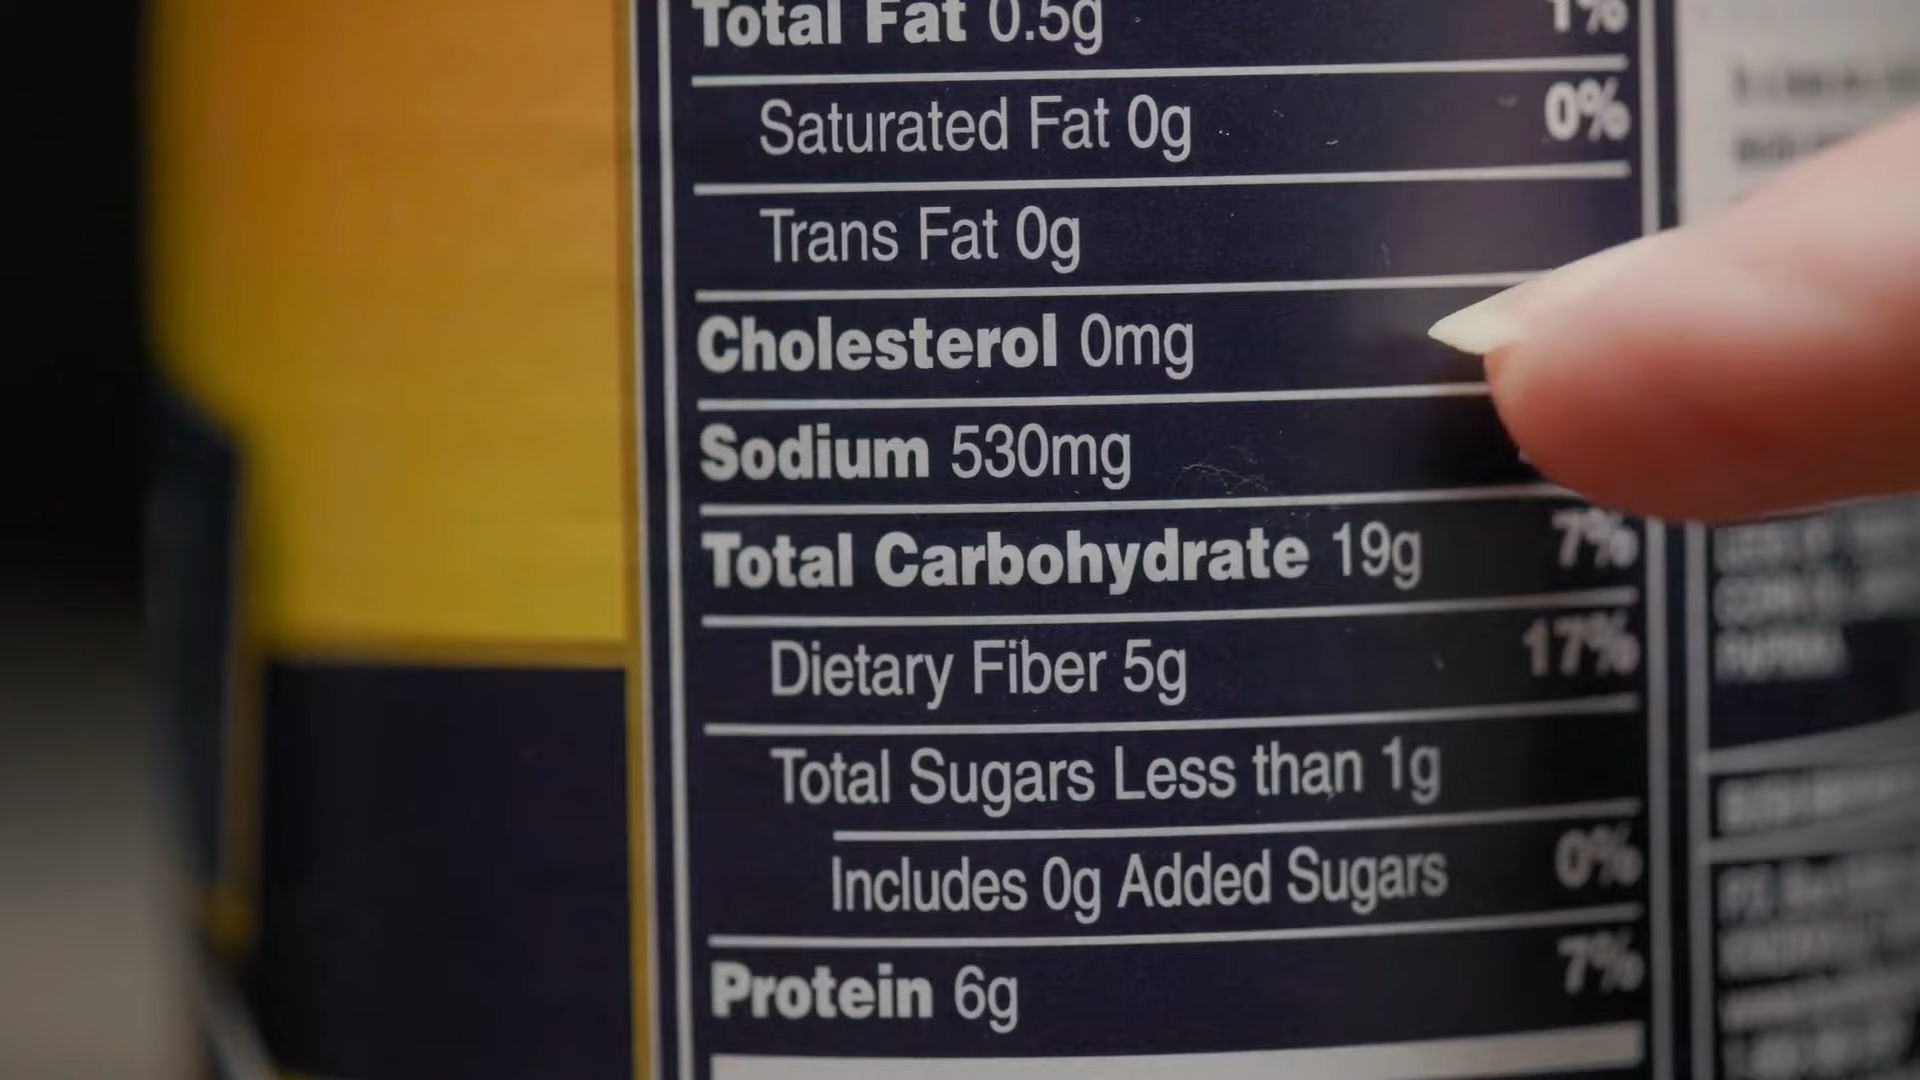 Total Fat 0.5g 1%
Saturated Fat 0g 0%
Trans Fat 0g
Cholesterol 0mg
Sodium 530mg
Total Carbohydrate 19g 7%
Dietary Fiber 5g 17%
Total Sugars Less than 1g
Includes 0g Added Sugars 0%
Protein 6g 7%